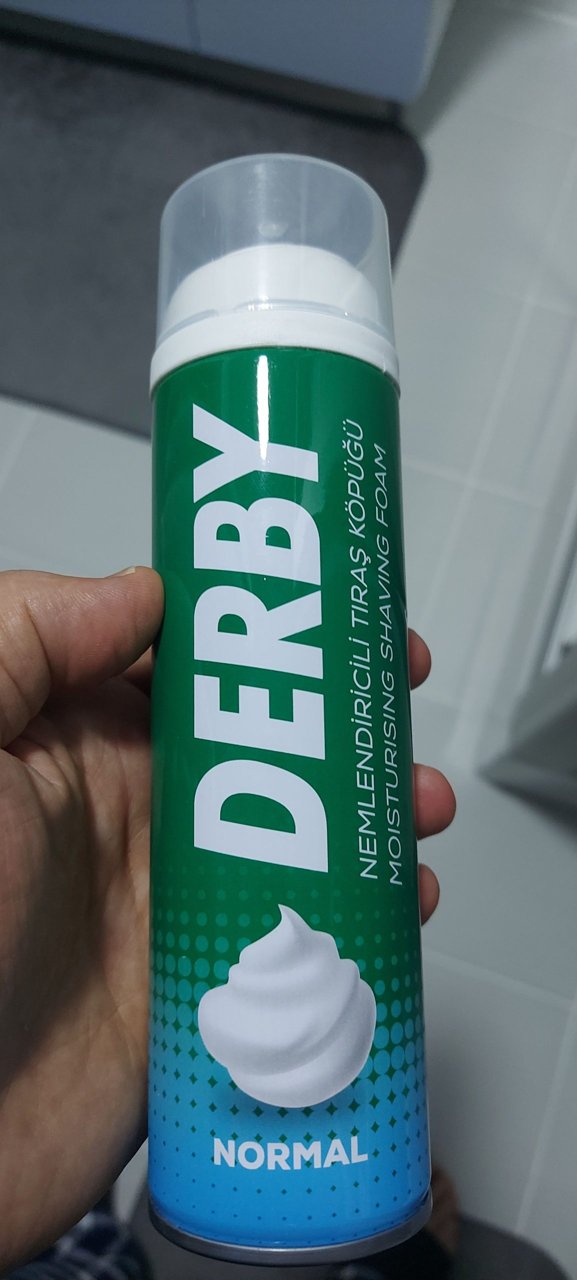 DERBY
NEMLENDİRİCİLİ TIRAŞ KÖPÜĞÜ
MOISTURISING SHAVING FOAM
NORMAL